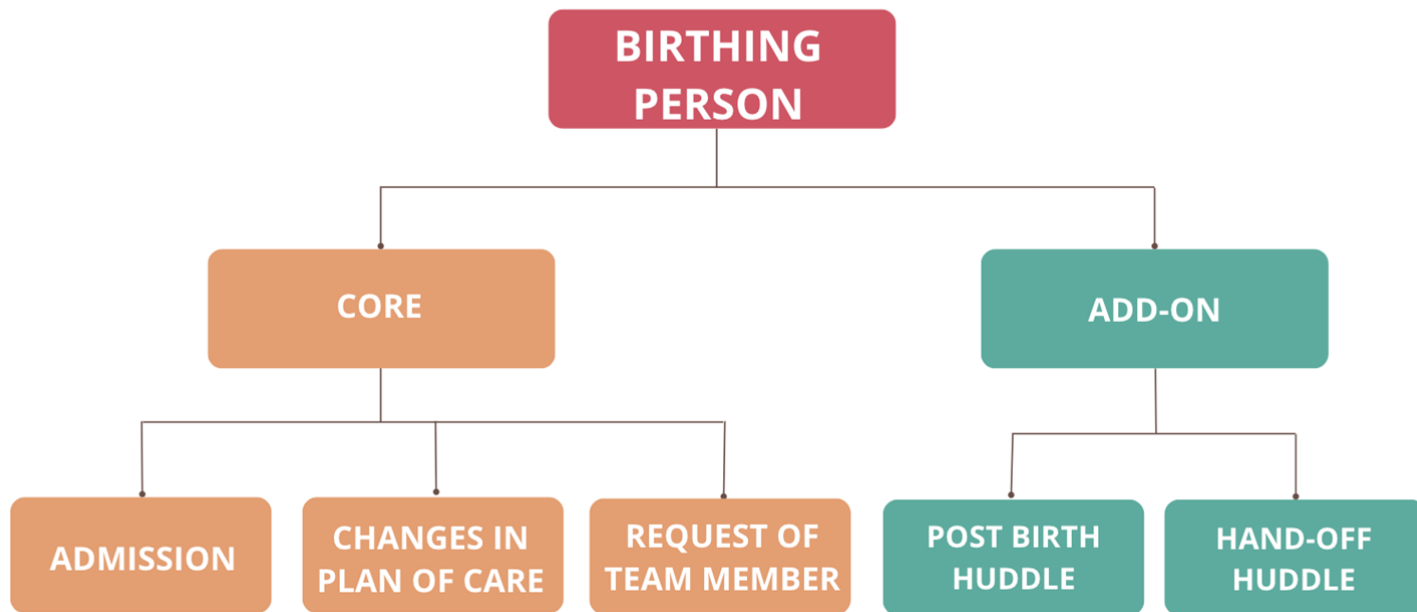 BIRTHING
PERSON
CORE
ADD-ON
ADMISSION
CHANGES IN
PLAN OF CARE
REQUEST OF
TEAM MEMBER
POST BIRTH
HUDDLE
HAND-OFF
HUDDLE